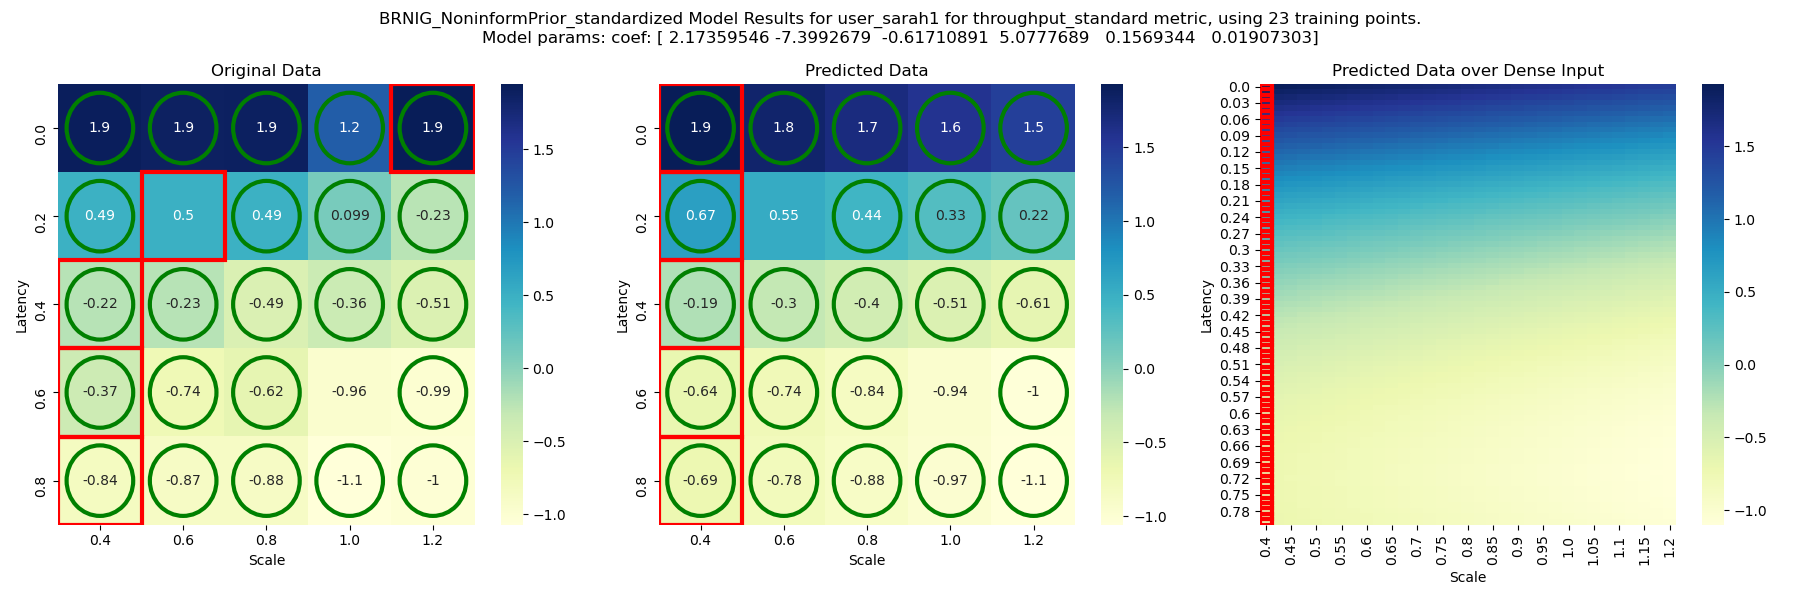 BRNIG_NoninformPrior_standardized Model Results for user_sarah1 for throughput_standard metric, using 23 training points.
Model params: coef: [ 2.17359546 -7.3992679  -0.61710891  5.0777689   0.1569344   0.01907303]
Original Data
Latency
0.0 1.9 1.9 1.9 1.2 1.9
0.2 0.49 0.5 0.49 0.099 -0.23
0.4 -0.22 -0.23 -0.49 -0.36 -0.51
0.6 -0.37 -0.74 -0.62 -0.96 -0.99
0.8 -0.84 -0.87 -0.88 -1.1 -1
0.4 0.6 0.8 1.0 1.2
Scale
1.5
1.0
0.5
0.0
−0.5
−1.0
Predicted Data
Latency
0.0 1.9 1.8 1.7 1.6 1.5
0.2 0.67 0.55 0.44 0.33 0.22
0.4 -0.19 -0.3 -0.4 -0.51 -0.61
0.6 -0.64 -0.74 -0.84 -0.94 -1
0.8 -0.69 -0.78 -0.88 -0.97 -1.1
0.4 0.6 0.8 1.0 1.2
Scale
1.5
1.0
0.5
0.0
−0.5
−1.0
Predicted Data over Dense Input
Latency
0.0
0.03
0.06
0.09
0.12
0.15
0.18
0.21
0.24
0.27
0.3
0.33
0.36
0.39
0.42
0.45
0.48
0.51
0.54
0.57
0.6
0.63
0.66
0.69
0.72
0.75
0.78
0.4 0.45 0.5 0.55 0.6 0.65 0.7 0.75 0.8 0.85 0.9 0.95 1.0 1.05 1.1 1.15 1.2
Scale
1.5
1.0
0.5
0.0
−0.5
−1.0